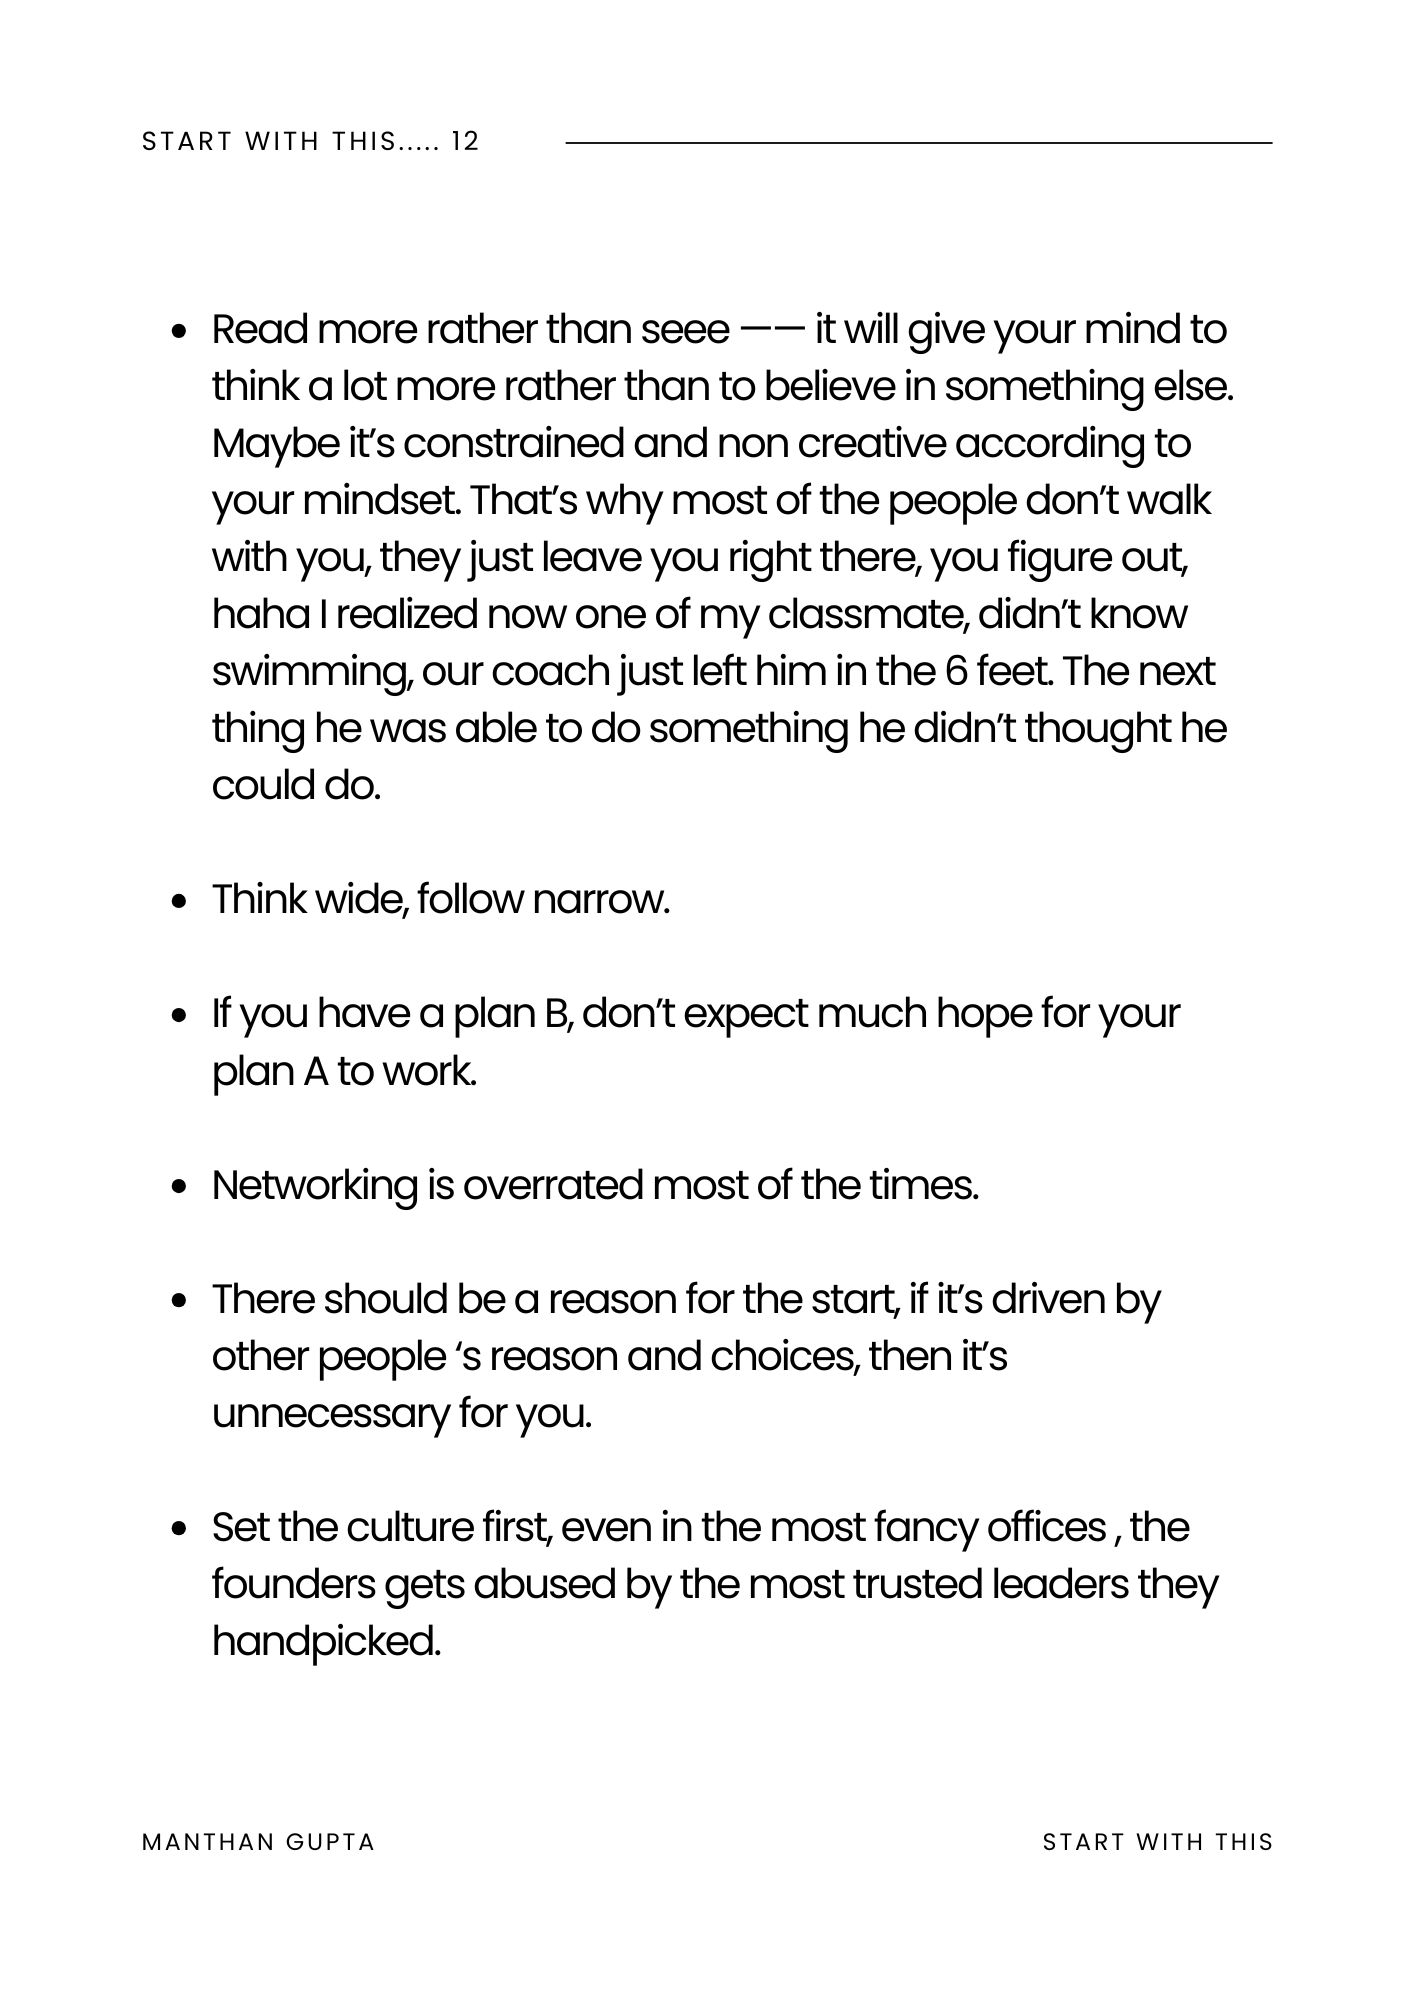 START WITH THIS..... 12
• Read more rather than seee —— it will give your mind to
think a lot more rather than to believe in something else.
Maybe it’s constrained and non creative according to
your mindset. That’s why most of the people don’t walk
with you, they just leave you right there, you figure out,
haha I realized now one of my classmate, didn’t know
swimming, our coach just left him in the 6 feet. The next
thing he was able to do something he didn’t thought he
could do.
• Think wide, follow narrow.
• If you have a plan B, don’t expect much hope for your
plan A to work.
• Networking is overrated most of the times.
• There should be a reason for the start, if it’s driven by
other people ‘s reason and choices, then it’s
unnecessary for you.
• Set the culture first, even in the most fancy offices , the
founders gets abused by the most trusted leaders they
handpicked.
MANTHAN GUPTA
START WITH THIS